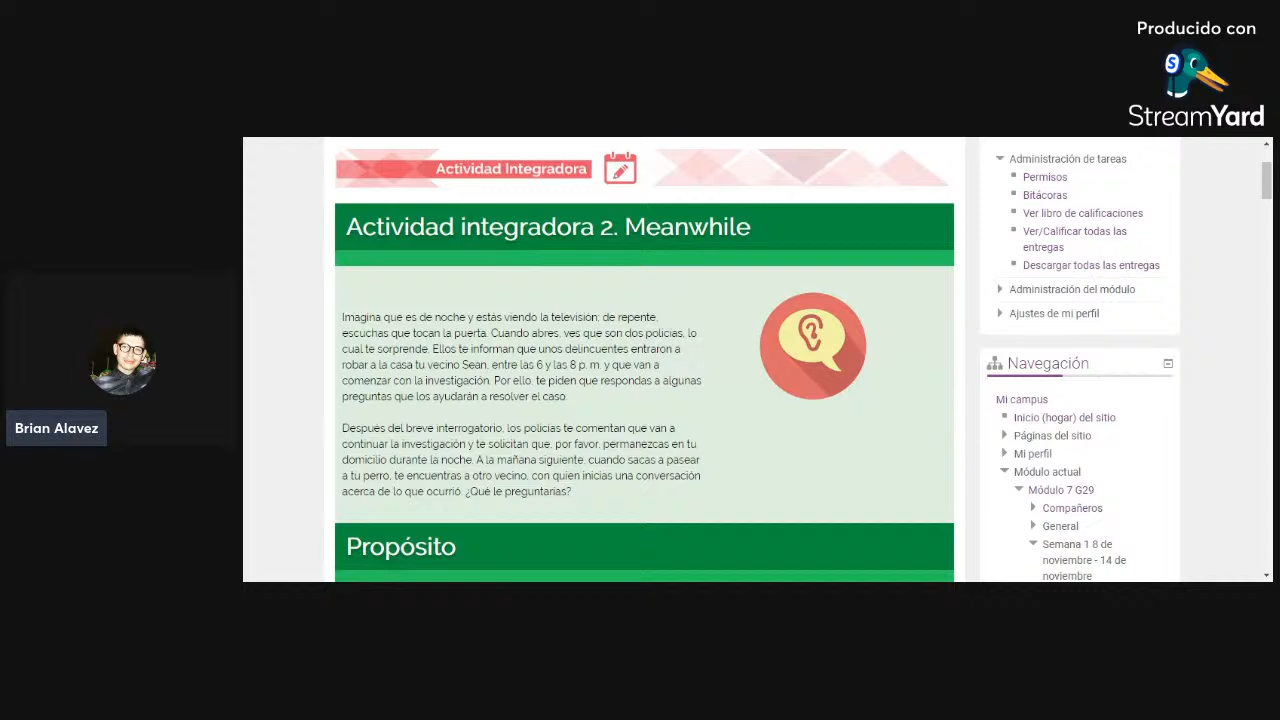 Producido con
S
StreamYard
Actividad Integradora
Actividad integradora 2. Meanwhile
Imagina que es de noche y estás viendo la televisión; de repente,
escuchas que tocan la puerta. Cuando abres, ves que son dos policías, lo
cual te sorprende. Ellos te informan que unos delincuentes entraron a
robar a la casa tu vecino Sean, entre las 6 y las 8 p. m. y que van a
comenzar con la investigación. Por ello, te piden que respondas a algunas
preguntas que los ayudarán a resolver el caso.
Después del breve interrogatorio, los policías te comentan que van a
continuar la investigación y te solicitan que, por favor, permanezcas en tu
domicilio durante la noche. A la mañana siguiente, cuando sacas a pasear
a tu perro, te encuentras a otro vecino, con quien inicias una conversación
acerca de lo que ocurrió. ¿Qué le preguntarías?
Propósito
Administración de tareas
Permisos
Bitácoras
Ver libro de calificaciones
Ver/Calificar todas las
entregas
Descargar todas las entregas
Administración del módulo
Ajustes de mi perfil
Navegación
Mi campus
Inicio (hogar) del sitio
Páginas del sitio
Mi perfil
Módulo actual
Módulo 7 G29
Compañeros
General
Semana 1 8 de
noviembre - 14 de
noviembre
Brian Alavez